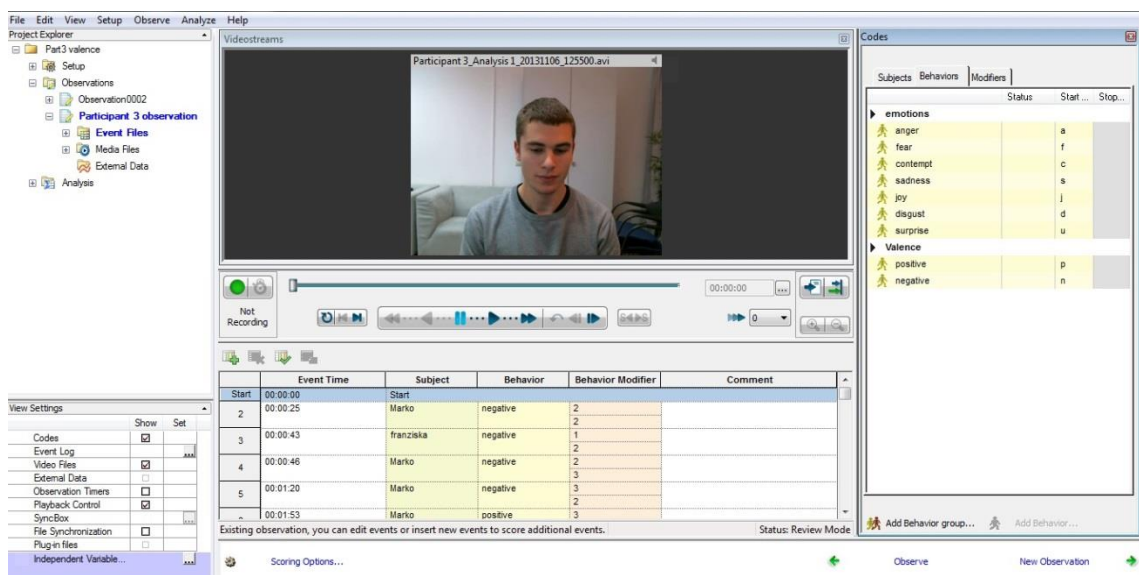 File Edit View Setup Observe Analyze Help
Project Explorer
Part3 valence
Setup
Observations
Observation0002
Participant 3 observation
Event Files
Media Files
External Data
Analysis
View Settings
Show Set
Codes
Event Log
Video Files
External Data
Observation Timers
Playback Control
SyncBox
File Synchronization
Plug-in files
Independent Variable...
Videostreams
Participant 3_Analysis 1_20131106_125500.avi
Not
Recording
00:00:00
0
Event Time Subject Behavior Behavior Modifier Comment
Start 00:00:00 Start
2 00:00:25 Marko negative 2
2
3 00:00:43 franziska negative 1
2
4 00:00:46 Marko negative 2
3
5 00:01:20 Marko negative 3
2
00:01:53 Marko positive 3
Existing observation, you can edit events or insert new events to score additional events. Status: Review Mode
Scoring Options...
Codes
Subjects Behaviors Modifiers
Status Start ... Stop...
emotions
anger a
fear f
contempt c
sadness s
joy j
disgust d
surprise u
Valence
positive p
negative n
Add Behavior group... Add Behavior...
Observe New Observation